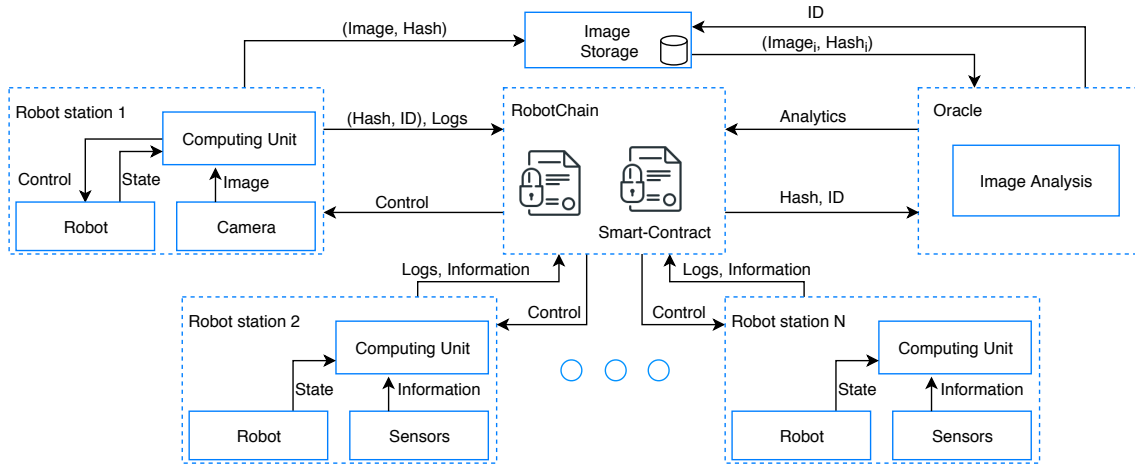 ID
(Image, Hash)
Image
Storage
(Imageᵢ, Hashᵢ)
Robot station 1
Computing Unit
Control
State
Image
Robot
Camera
(Hash, ID), Logs
Control
RobotChain
Smart-Contract
Analytics
Hash, ID
Oracle
Image Analysis
Logs, Information
Control
Logs, Information
Control
Robot station 2
Computing Unit
State
Information
Robot
Sensors
Robot station N
Computing Unit
State
Information
Robot
Sensors